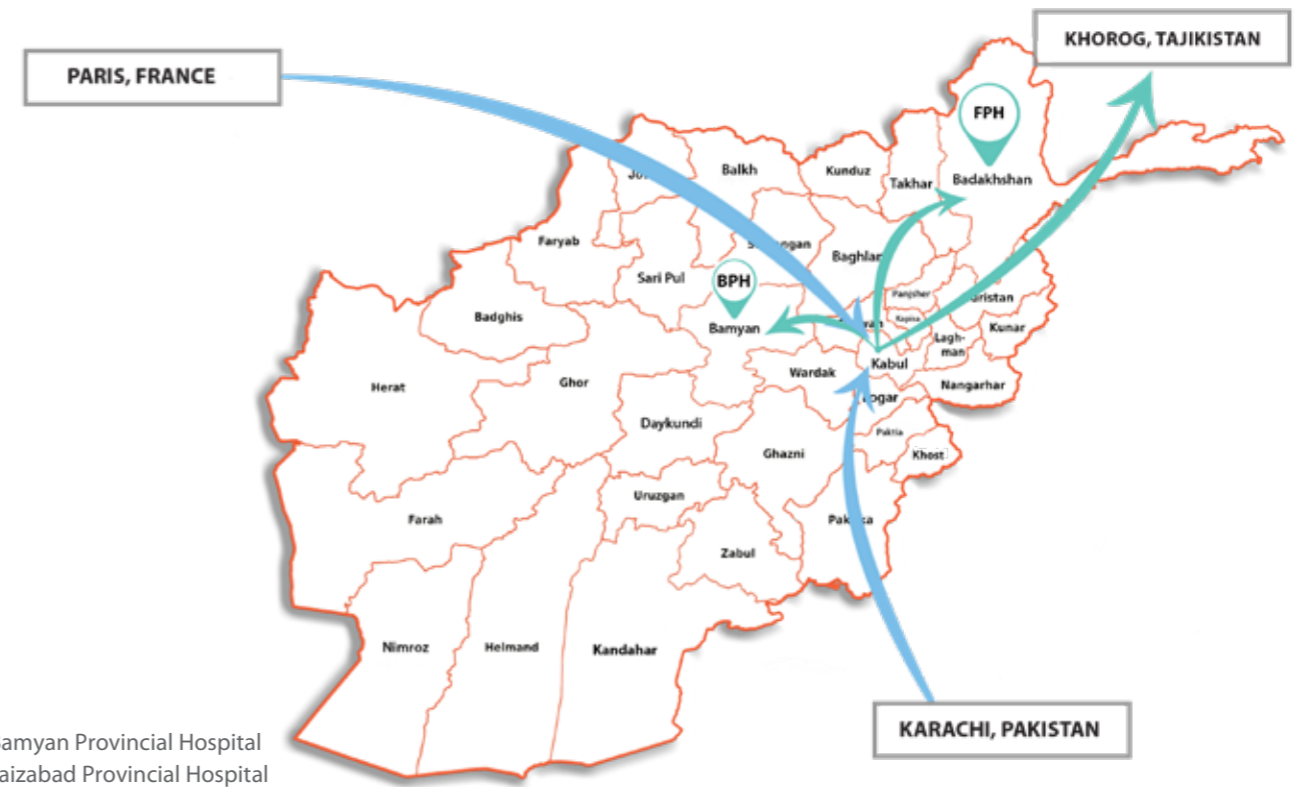 KHOROG, TAJIKISTAN
PARIS, FRANCE
FPH
Balkh
Kunduz
Takhar
Badakhshan
Faryab
Baghlan
Sari Pul
BPH
Panjsher
Badghis
Bamyan
Kapisa
Kunar
Lagh-
man
Kabul
Wardak
Herat
Ghor
Nangarhar
Daykundi
Paktia
Ghazni
Khost
Uruzgan
Farah
Zabul
Nimroz
Helmand
Kandahar
KARACHI, PAKISTAN
amyan Provincial Hospital
aizabad Provincial Hospital